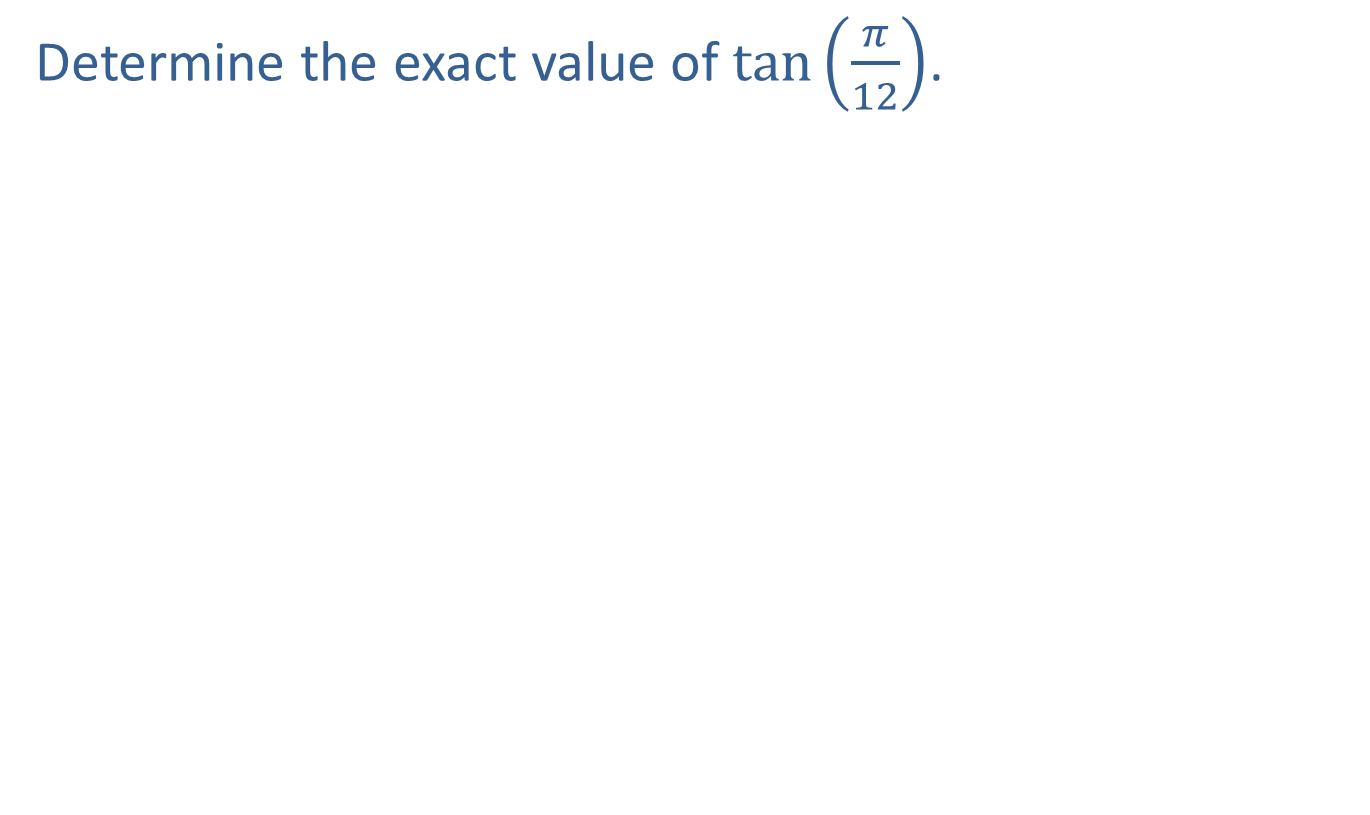 Determine the exact value of tan (π/12).